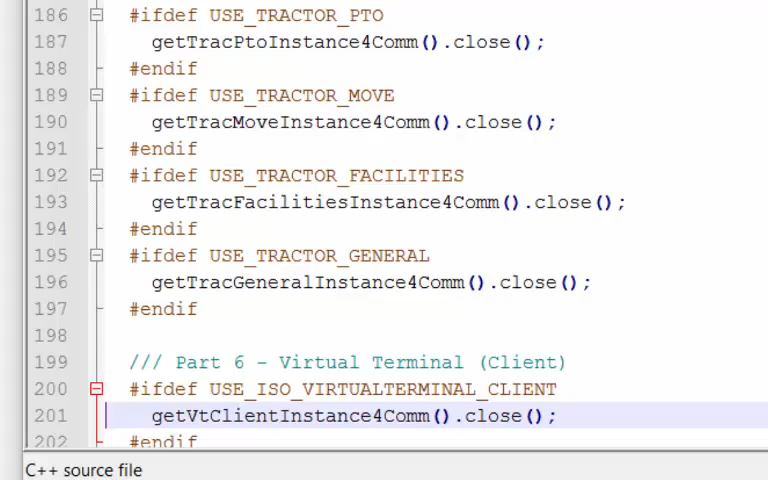 186 #ifdef USE_TRACTOR_PTO
187 getTracPtoInstance4Comm().close();
188 #endif
189 #ifdef USE_TRACTOR_MOVE
190 getTracMoveInstance4Comm().close();
191 #endif
192 #ifdef USE_TRACTOR_FACILITIES
193 getTracFacilitiesInstance4Comm().close();
194 #endif
195 #ifdef USE_TRACTOR_GENERAL
196 getTracGeneralInstance4Comm().close();
197 #endif
198
199 /// Part 6 - Virtual Terminal (Client)
200 #ifdef USE_ISO_VIRTUALTERMINAL_CLIENT
201 getVtClientInstance4Comm().close();
202 #endif
C++ source file